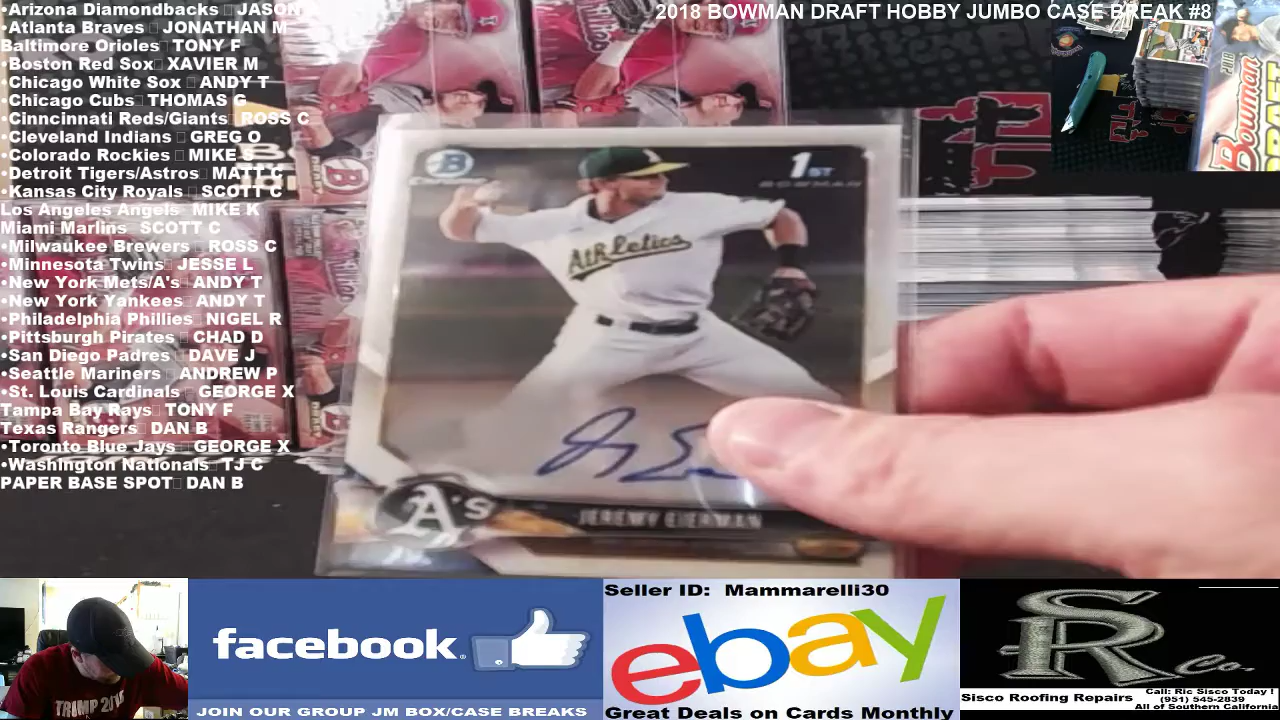 •Arizona Diamondbacks JASON
•Atlanta Braves JONATHAN M
Baltimore Orioles TONY F
•Boston Red Sox XAVIER M
•Chicago White Sox ANDY T
•Chicago Cubs THOMAS G
•Cinncinnati Reds/Giants ROSS C
•Cleveland Indians GREG O
•Colorado Rockies MIKE S
•Detroit Tigers/Astros MATT C
•Kansas City Royals SCOTT C
Los Angeles Angels MIKE K
Miami Marlins SCOTT C
•Milwaukee Brewers ROSS C
•Minnesota Twins JESSE L
•New York Mets/A's ANDY T
•New York Yankees ANDY T
•Philadelphia Phillies NIGEL R
•Pittsburgh Pirates CHAD D
•San Diego Padres DAVE J
•Seattle Mariners ANDREW P
•St. Louis Cardinals GEORGE X
Tampa Bay Rays TONY F
Texas Rangers DAN B
•Toronto Blue Jays GEORGE X
•Washington Nationals TJ C
PAPER BASE SPOT DAN B
2018 BOWMAN DRAFT HOBBY JUMBO CASE BREAK #8
Bowman
B
1ST
BOWMAN
Athletics
A's
JEREMY EIERMAN
TRUMP
facebook.
JOIN OUR GROUP JM BOX/CASE BREAKS
Seller ID: Mammarelli30
ebay
Great Deals on Cards Monthly
SR Co.
Sisco Roofing Repairs
Call: Ric Sisco Today !
(951) 545-2839
All of Southern California